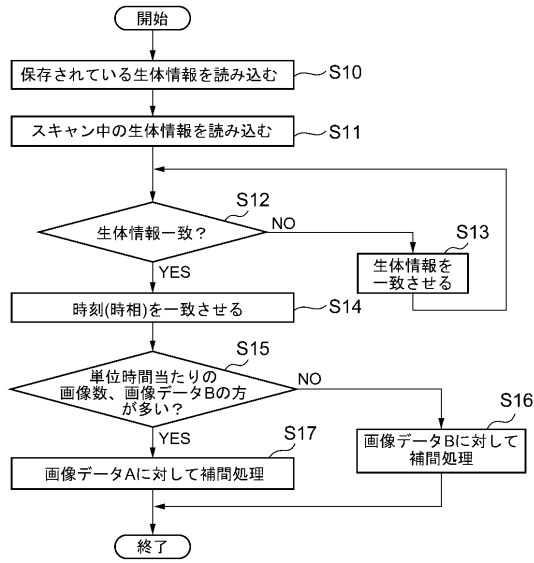 開始
保存されている生体情報を読み込む
S10
スキャン中の生体情報を読み込む
S11
S12
生体情報一致?
NO
S13
生体情報を
一致させる
YES
時刻(時相)を一致させる
S14
S15
単位時間当たりの
画像数、画像データBの方
が多い?
NO
S16
画像データBに対して
補間処理
YES
S17
画像データAに対して補間処理
終了